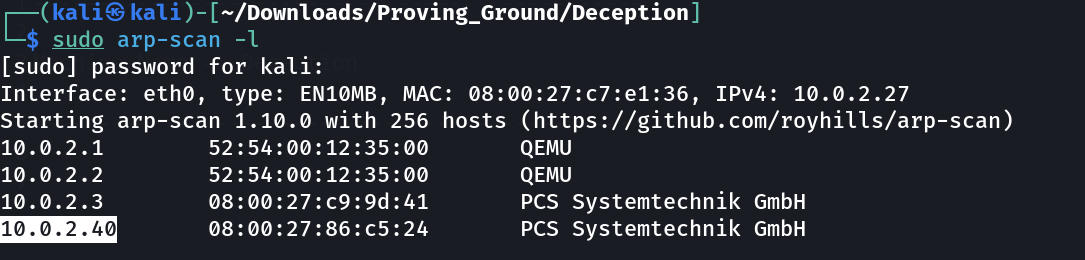 ┌──(kali㉿kali)-[~/Downloads/Proving_Ground/Deception]
└─$ sudo arp-scan -l
[sudo] password for kali:
Interface: eth0, type: EN10MB, MAC: 08:00:27:c7:e1:36, IPv4: 10.0.2.27
Starting arp-scan 1.10.0 with 256 hosts (https://github.com/royhills/arp-scan)
10.0.2.1 52:54:00:12:35:00 QEMU
10.0.2.2 52:54:00:12:35:00 QEMU
10.0.2.3 08:00:27:c9:9d:41 PCS Systemtechnik GmbH
10.0.2.40 08:00:27:86:c5:24 PCS Systemtechnik GmbH